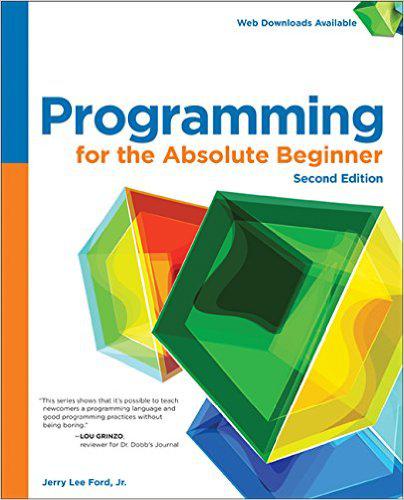 Web Downloads Available
Programming
for the Absolute Beginner
Second Edition
"This series shows that it's possible to teach
newcomers a programming language and
good programming practices without
being boring."
—LOU GRINZO,
reviewer for Dr. Dobb's Journal
Jerry Lee Ford, Jr.